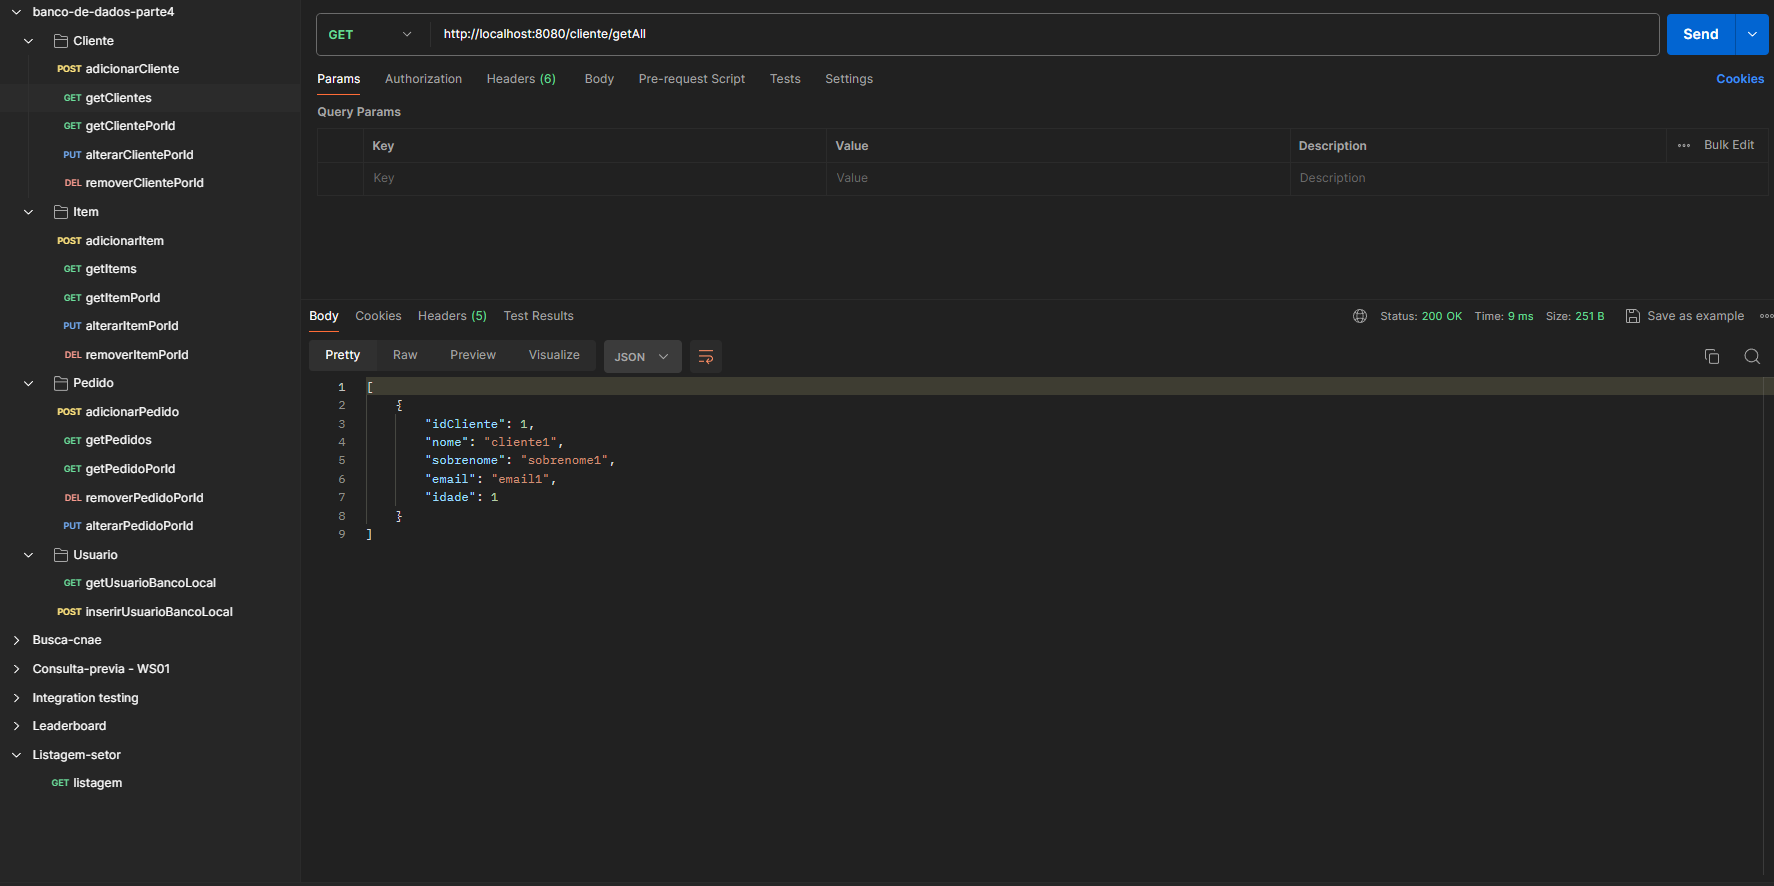 banco-de-dados-parte4
Cliente
POST adicionarCliente
GET getClientes
GET getClientePorId
PUT alterarClientePorId
DEL removerClientePorId
Item
POST adicionarItem
GET getItems
GET getItemPorId
PUT alterarItemPorId
DEL removerItemPorId
Pedido
POST adicionarPedido
GET getPedidos
GET getPedidoPorId
DEL removerPedidoPorId
PUT alterarPedidoPorId
Usuario
GET getUsuarioBancoLocal
POST inserirUsuarioBancoLocal
Busca-cnae
Consulta-previa - WS01
Integration testing
Leaderboard
Listagem-setor
GET listagem
GET http://localhost:8080/cliente/getAll Send
Params Authorization Headers (6) Body Pre-request Script Tests Settings Cookies
Query Params
Key Value Description ••• Bulk Edit
Key Value Description
Body Cookies Headers (5) Test Results Status: 200 OK Time: 9 ms Size: 251 B Save as example
Pretty Raw Preview Visualize JSON
1 [
2 {
3 "idCliente": 1,
4 "nome": "cliente1",
5 "sobrenome": "sobrenome1",
6 "email": "email1",
7 "idade": 1
8 }
9 ]